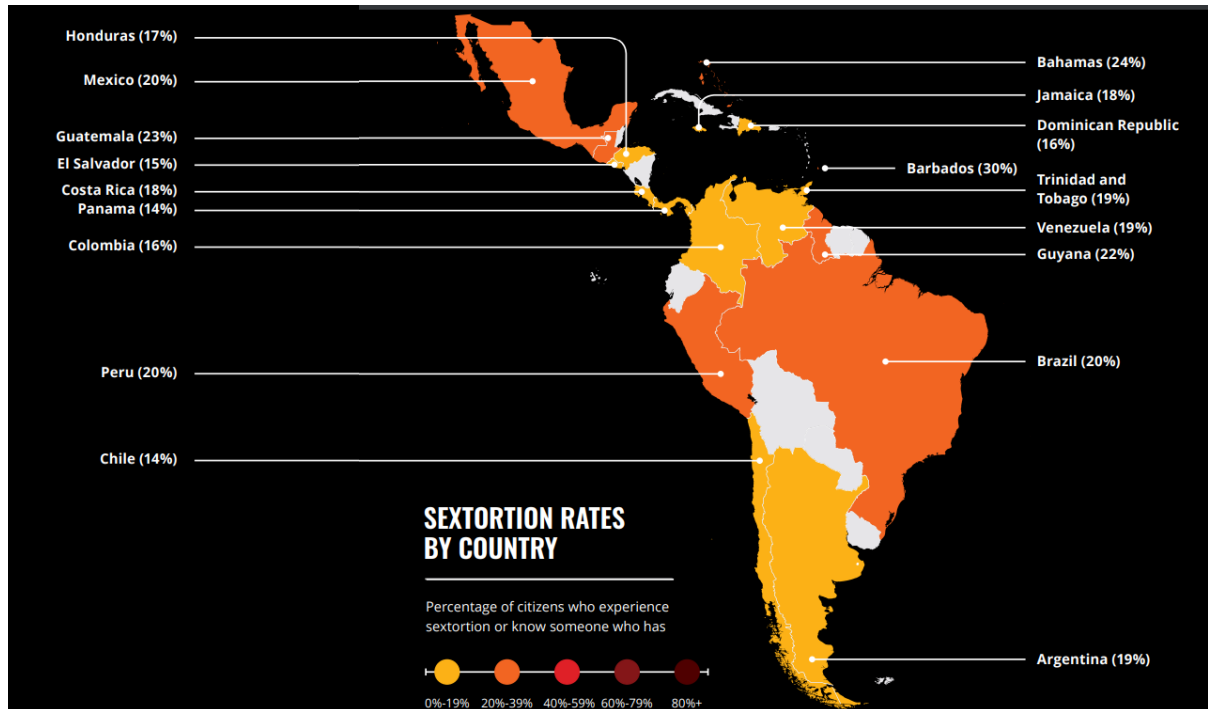 Honduras (17%)
Mexico (20%)
Guatemala (23%)
El Salvador (15%)
Costa Rica (18%)
Panama (14%)
Colombia (16%)
Peru (20%)
Chile (14%)
Bahamas (24%)
Jamaica (18%)
Dominican Republic
(16%)
Barbados (30%)
Trinidad and
Tobago (19%)
Venezuela (19%)
Guyana (22%)
Brazil (20%)
Argentina (19%)
SEXTORTION RATES
BY COUNTRY
Percentage of citizens who experience
sextortion or know someone who has
0%-19% 20%-39% 40%-59% 60%-79% 80%+